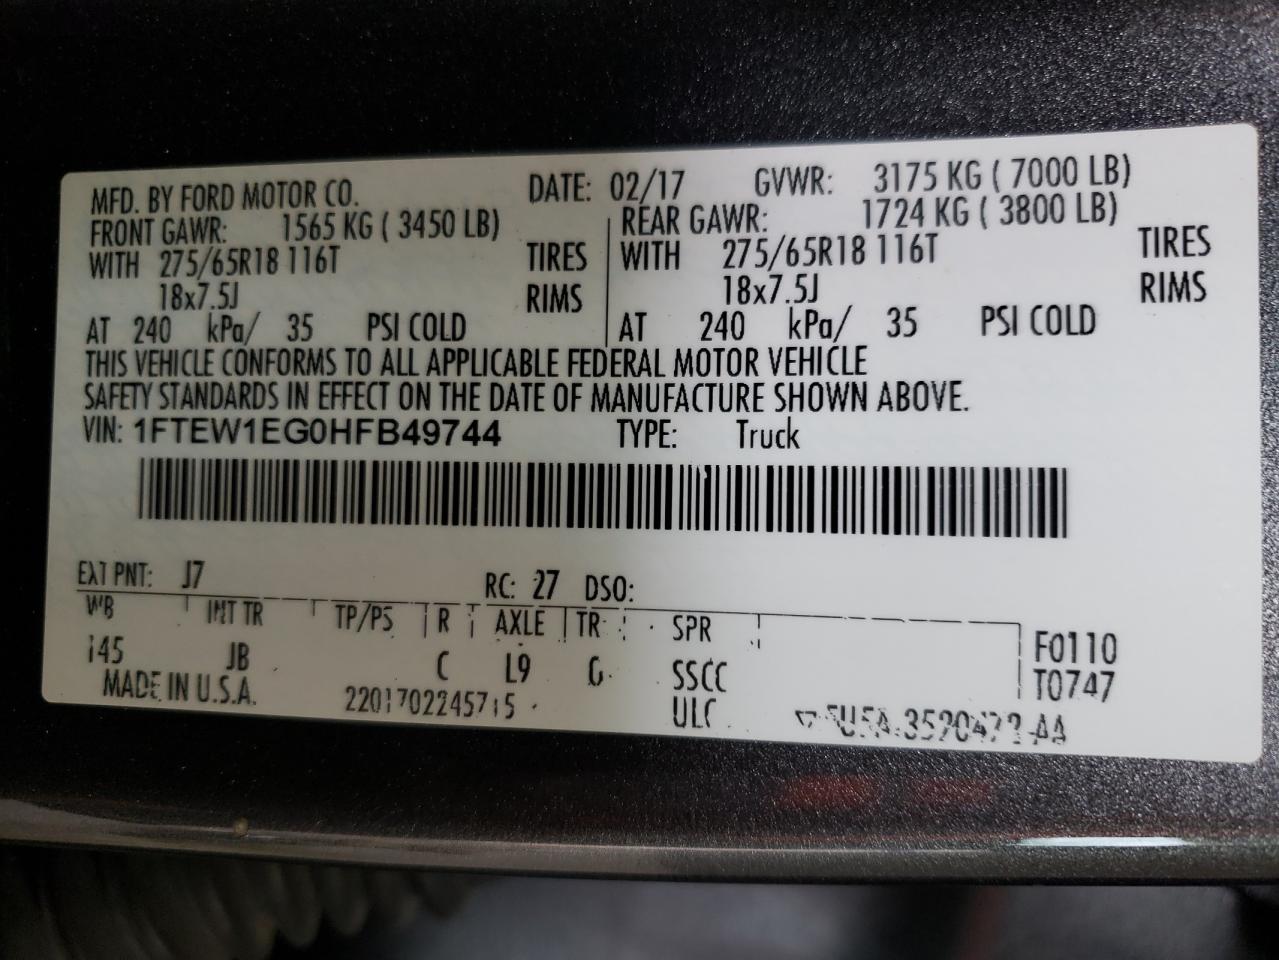 MFD. BY FORD MOTOR CO. DATE: 02/17 GVWR: 3175 KG ( 7000 LB)
FRONT GAWR: 1565 KG ( 3450 LB) REAR GAWR: 1724 KG ( 3800 LB)
WITH 275/65R18 116T TIRES WITH 275/65R18 116T TIRES
18x7.5J RIMS 18x7.5J RIMS
AT 240 kPa/ 35 PSI COLD AT 240 kPa/ 35 PSI COLD
THIS VEHICLE CONFORMS TO ALL APPLICABLE FEDERAL MOTOR VEHICLE
SAFETY STANDARDS IN EFFECT ON THE DATE OF MANUFACTURE SHOWN ABOVE.
VIN: 1FTEW1EG0HFB49744 TYPE: Truck
EXT PNT: J7 RC: 27 DSO:
WB INT TR TP/PS R AXLE TR SPR F0110
145 JB C L9 G SSCC T0747
MADE IN U.S.A. 2201702245715 ULC